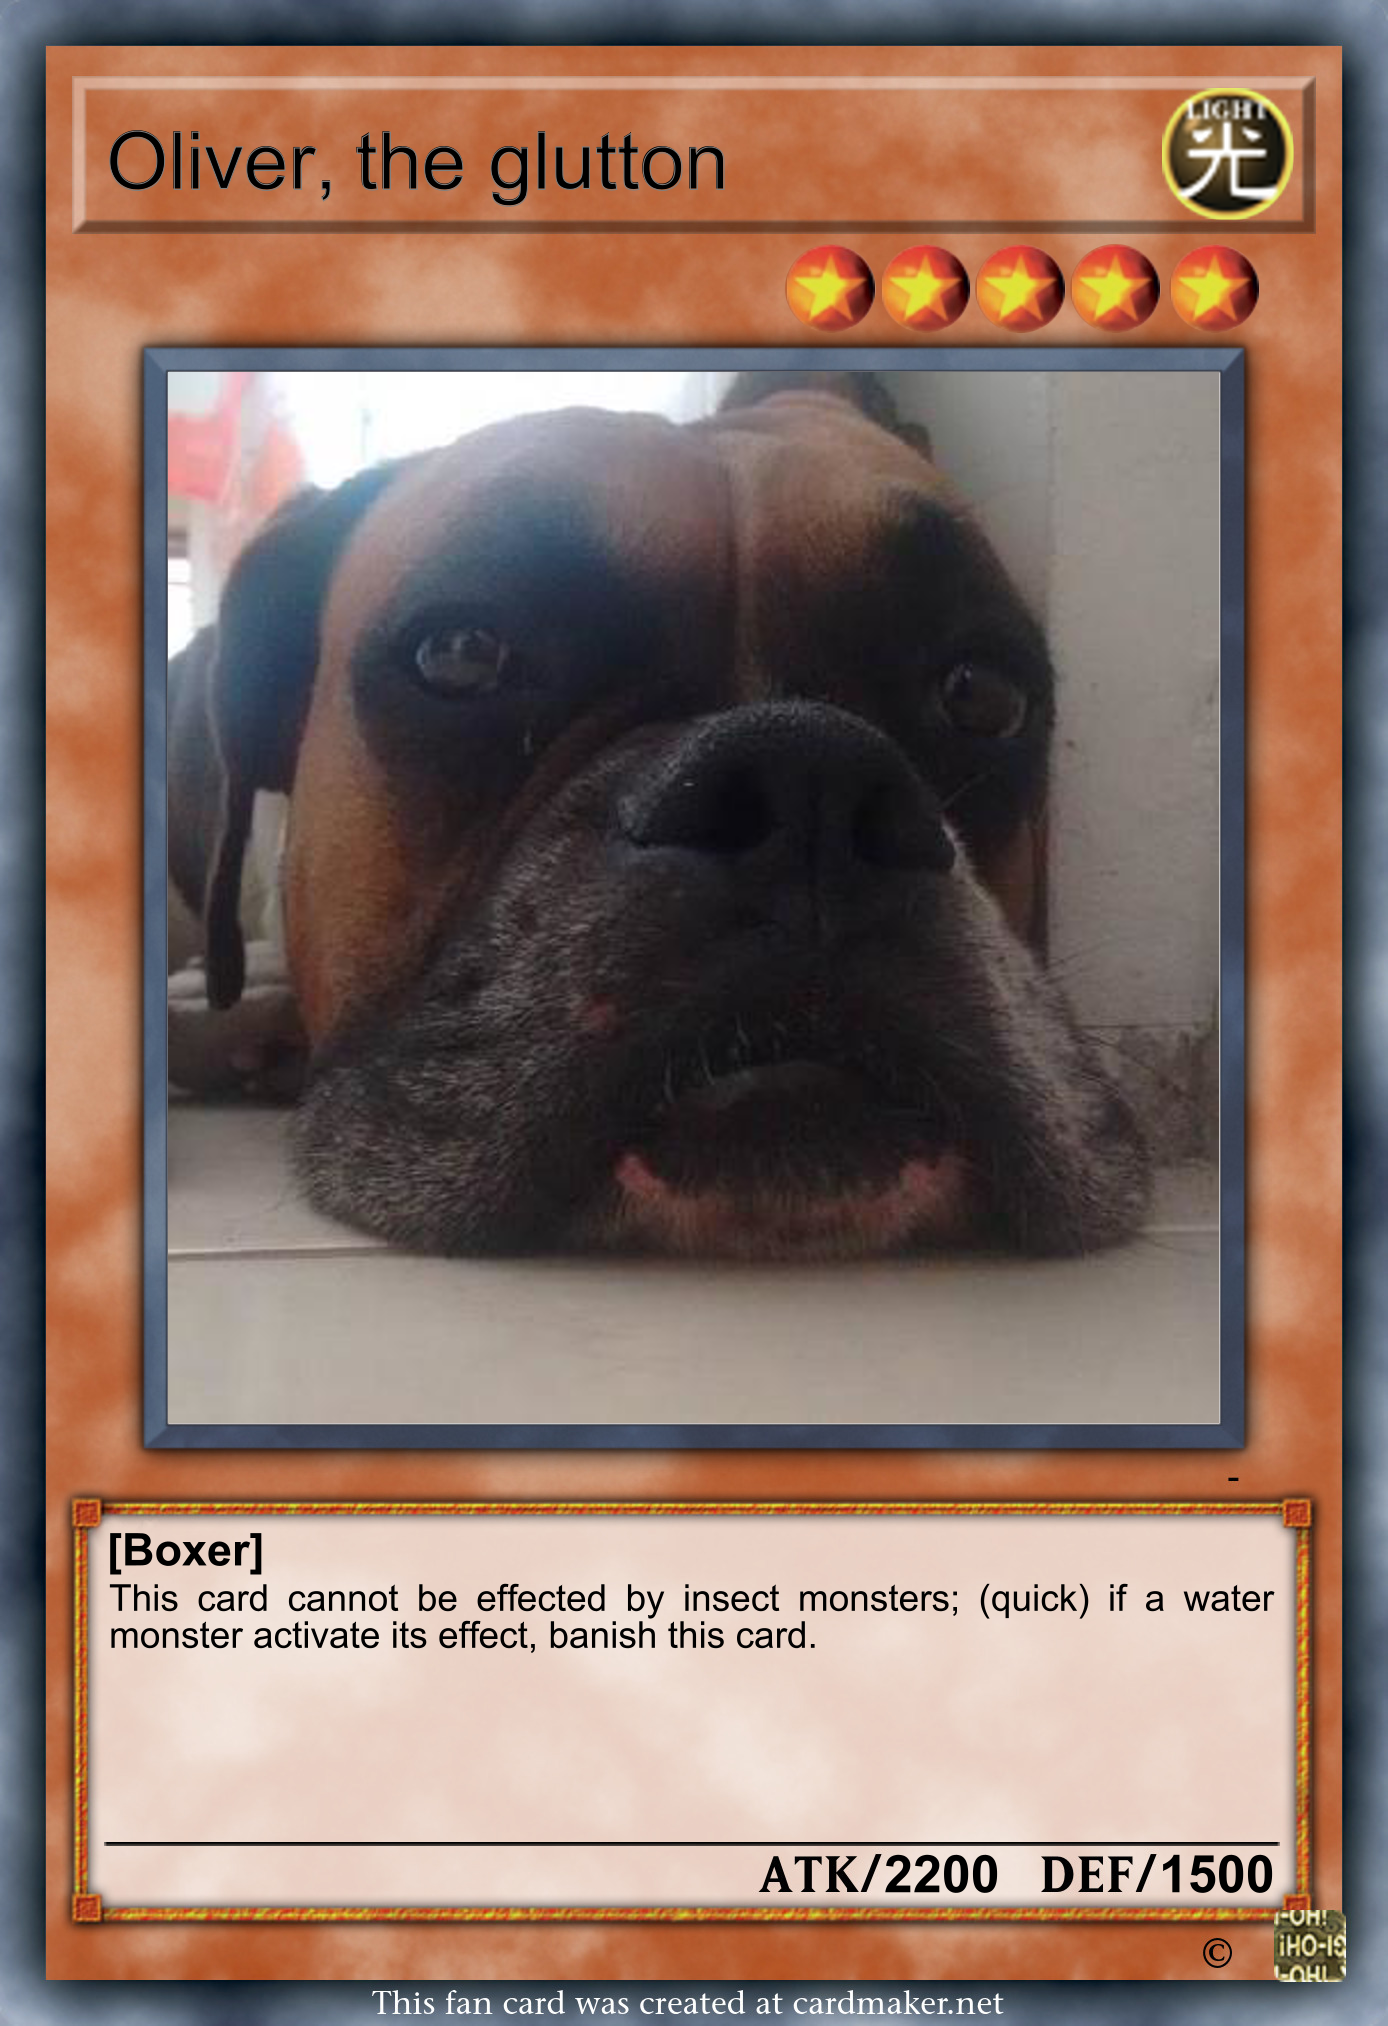 Oliver, the glutton
LIGHT
光
-
[Boxer]
This card cannot be effected by insect monsters; (quick) if a water
monster activate its effect, banish this card.
ATK/2200 DEF/1500
©
-OH!
This fan card was created at cardmaker.net